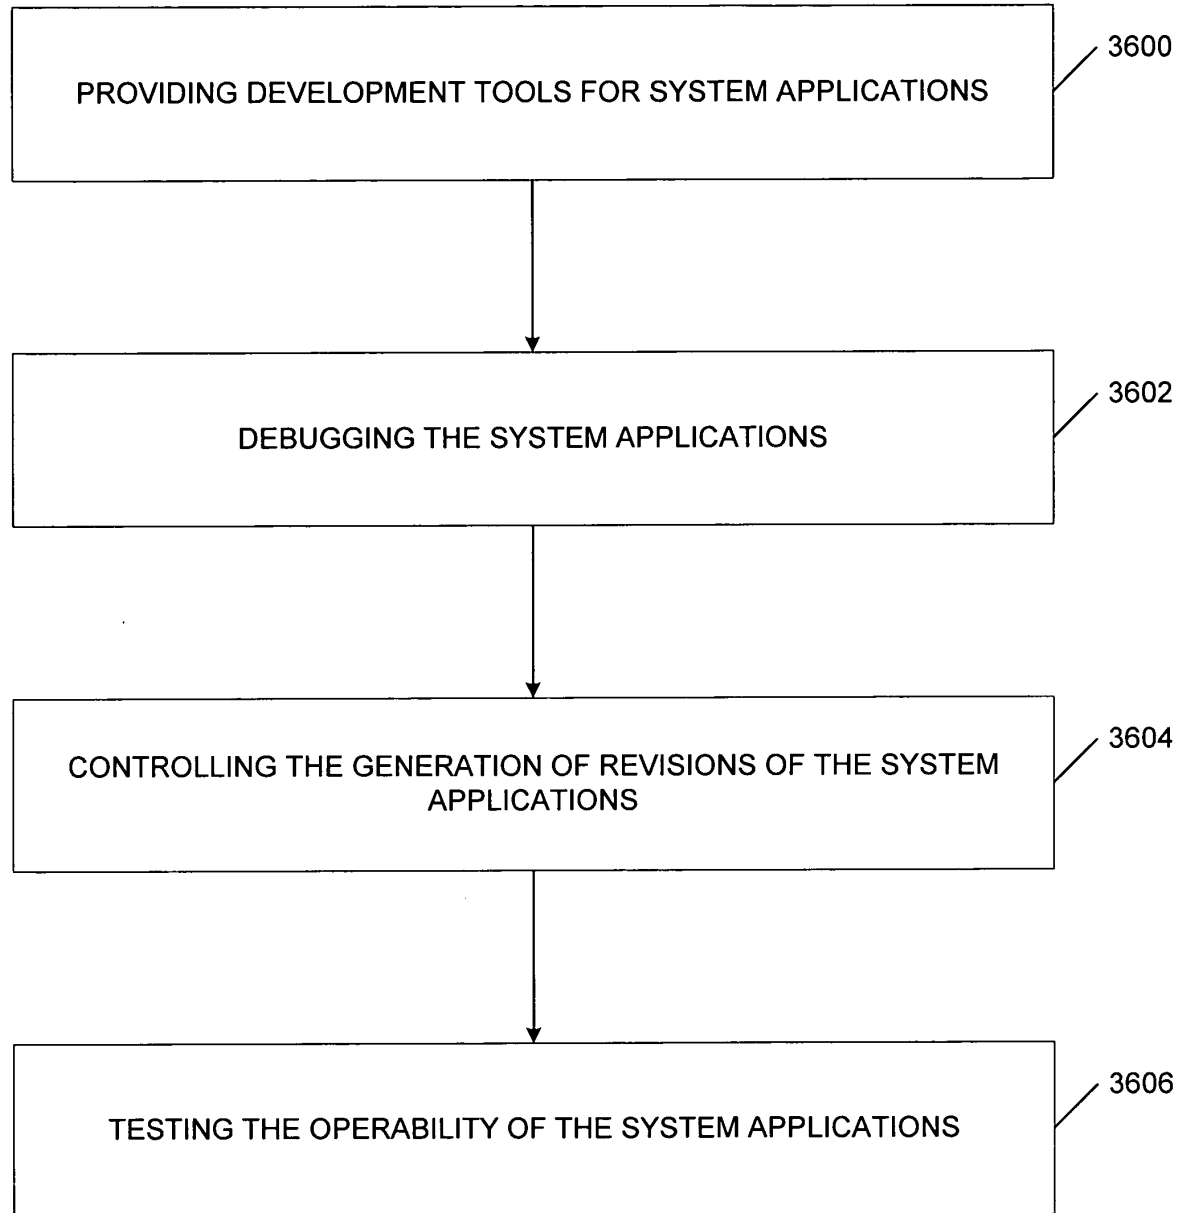 3600
PROVIDING DEVELOPMENT TOOLS FOR SYSTEM APPLICATIONS
3602
DEBUGGING THE SYSTEM APPLICATIONS
3604
CONTROLLING THE GENERATION OF REVISIONS OF THE SYSTEM
APPLICATIONS
3606
TESTING THE OPERABILITY OF THE SYSTEM APPLICATIONS